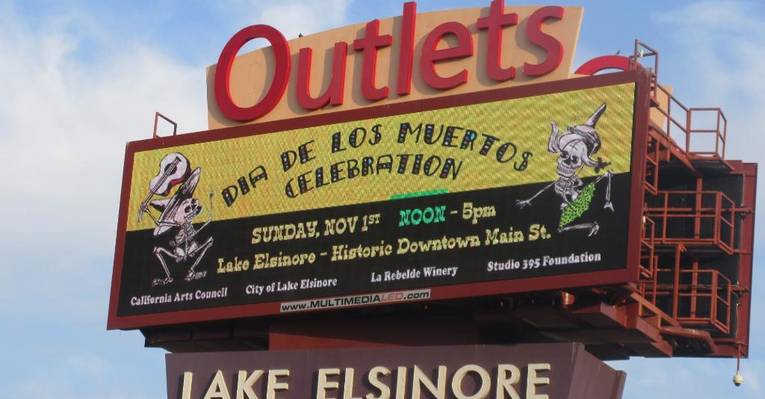 Outlets
DIA DE LOS MUERTOS
CELEBRATION
SUNDAY, NOV 1ST NOON - 5pm
Lake Elsinore - Historic Downtown Main St.
California Arts Council City of Lake Elsinore La Rebelde Winery Studio 395 Foundation
www.MULTIMEDIALED.com
LAKE ELSINORE